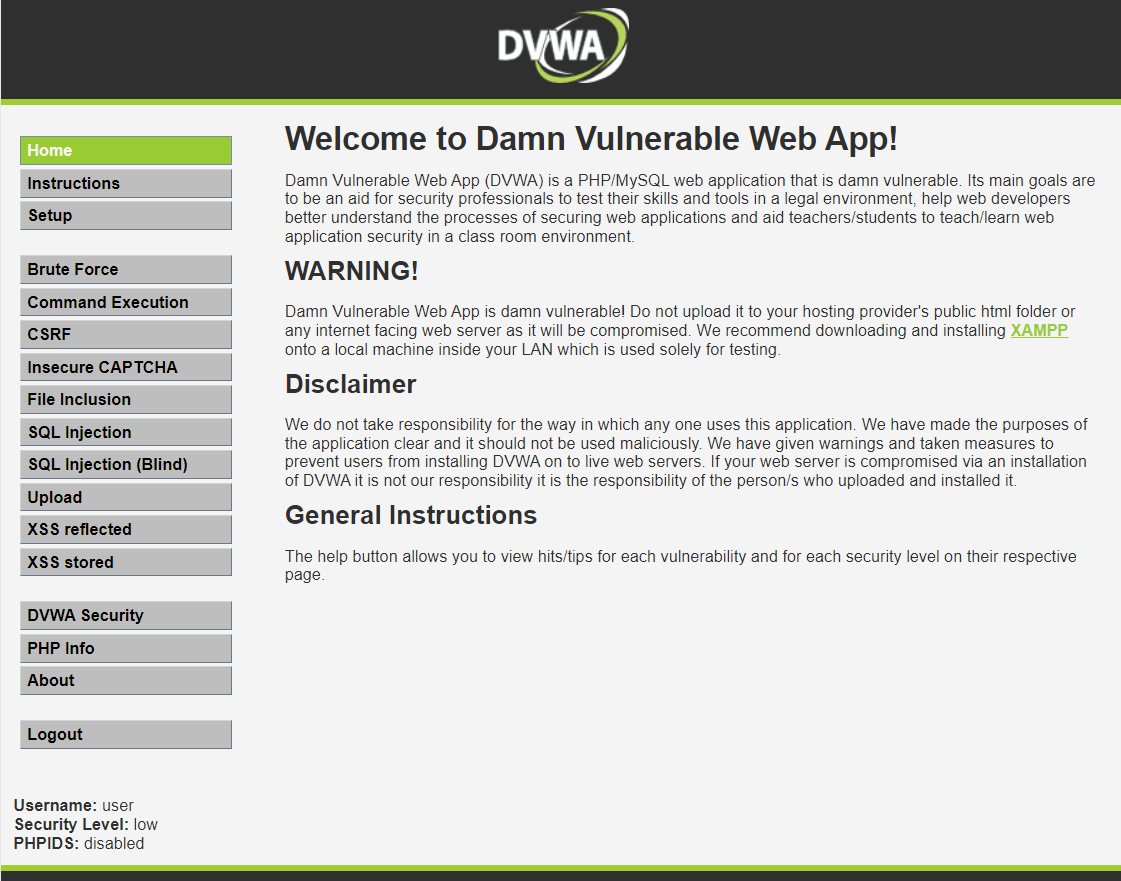 DVWA
Home
Instructions
Setup
Brute Force
Command Execution
CSRF
Insecure CAPTCHA
File Inclusion
SQL Injection
SQL Injection (Blind)
Upload
XSS reflected
XSS stored
DVWA Security
PHP Info
About
Logout
Welcome to Damn Vulnerable Web App!
Damn Vulnerable Web App (DVWA) is a PHP/MySQL web application that is damn vulnerable. Its main goals are
to be an aid for security professionals to test their skills and tools in a legal environment, help web developers
better understand the processes of securing web applications and aid teachers/students to teach/learn web
application security in a class room environment.
WARNING!
Damn Vulnerable Web App is damn vulnerable! Do not upload it to your hosting provider's public html folder or
any internet facing web server as it will be compromised. We recommend downloading and installing XAMPP
onto a local machine inside your LAN which is used solely for testing.
Disclaimer
We do not take responsibility for the way in which any one uses this application. We have made the purposes of
the application clear and it should not be used maliciously. We have given warnings and taken measures to
prevent users from installing DVWA on to live web servers. If your web server is compromised via an installation
of DVWA it is not our responsibility it is the responsibility of the person/s who uploaded and installed it.
General Instructions
The help button allows you to view hits/tips for each vulnerability and for each security level on their respective
page.
Username: user
Security Level: low
PHPIDS: disabled